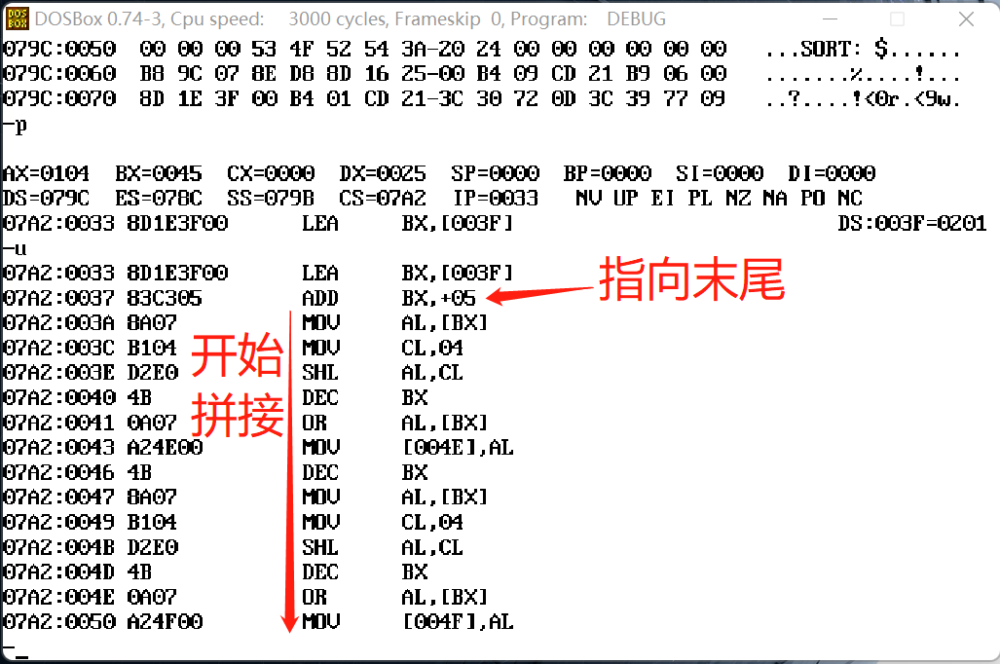 DOSBox 0.74-3, Cpu speed: 3000 cycles, Frameskip 0, Program: DEBUG
079C:0050 00 00 00 53 4F 52 54 3A-20 24 00 00 00 00 00 00 ...SORT: $......
079C:0060 B8 9C 07 8E D8 8D 16 25-00 B4 09 CD 21 B9 06 00 .......%....!...
079C:0070 8D 1E 3F 00 B4 01 CD 21-3C 30 72 0D 3C 39 77 09 ..?....!<0r.<9w.
-p
AX=0104 BX=0045 CX=0000 DX=0025 SP=0000 BP=0000 SI=0000 DI=0000
DS=079C ES=078C SS=079B CS=07A2 IP=0033 NV UP EI PL NZ NA PO NC
07A2:0033 8D1E3F00 LEA BX,[003F] DS:003F=0201
-u
07A2:0033 8D1E3F00 LEA BX,[003F]
07A2:0037 83C305 ADD BX,+05 指向末尾
07A2:003A 8A07 MOV AL,[BX]
07A2:003C B104 MOV CL,04
07A2:003E D2E0 SHL AL,CL
07A2:0040 4B DEC BX
07A2:0041 0A07 OR AL,[BX]
07A2:0043 A24E00 MOV [004E],AL
07A2:0046 4B DEC BX
07A2:0047 8A07 MOV AL,[BX]
07A2:0049 B104 MOV CL,04
07A2:004B D2E0 SHL AL,CL
07A2:004D 4B DEC BX
07A2:004E 0A07 OR AL,[BX]
07A2:0050 A24F00 MOV [004F],AL
-_
开始
拼接